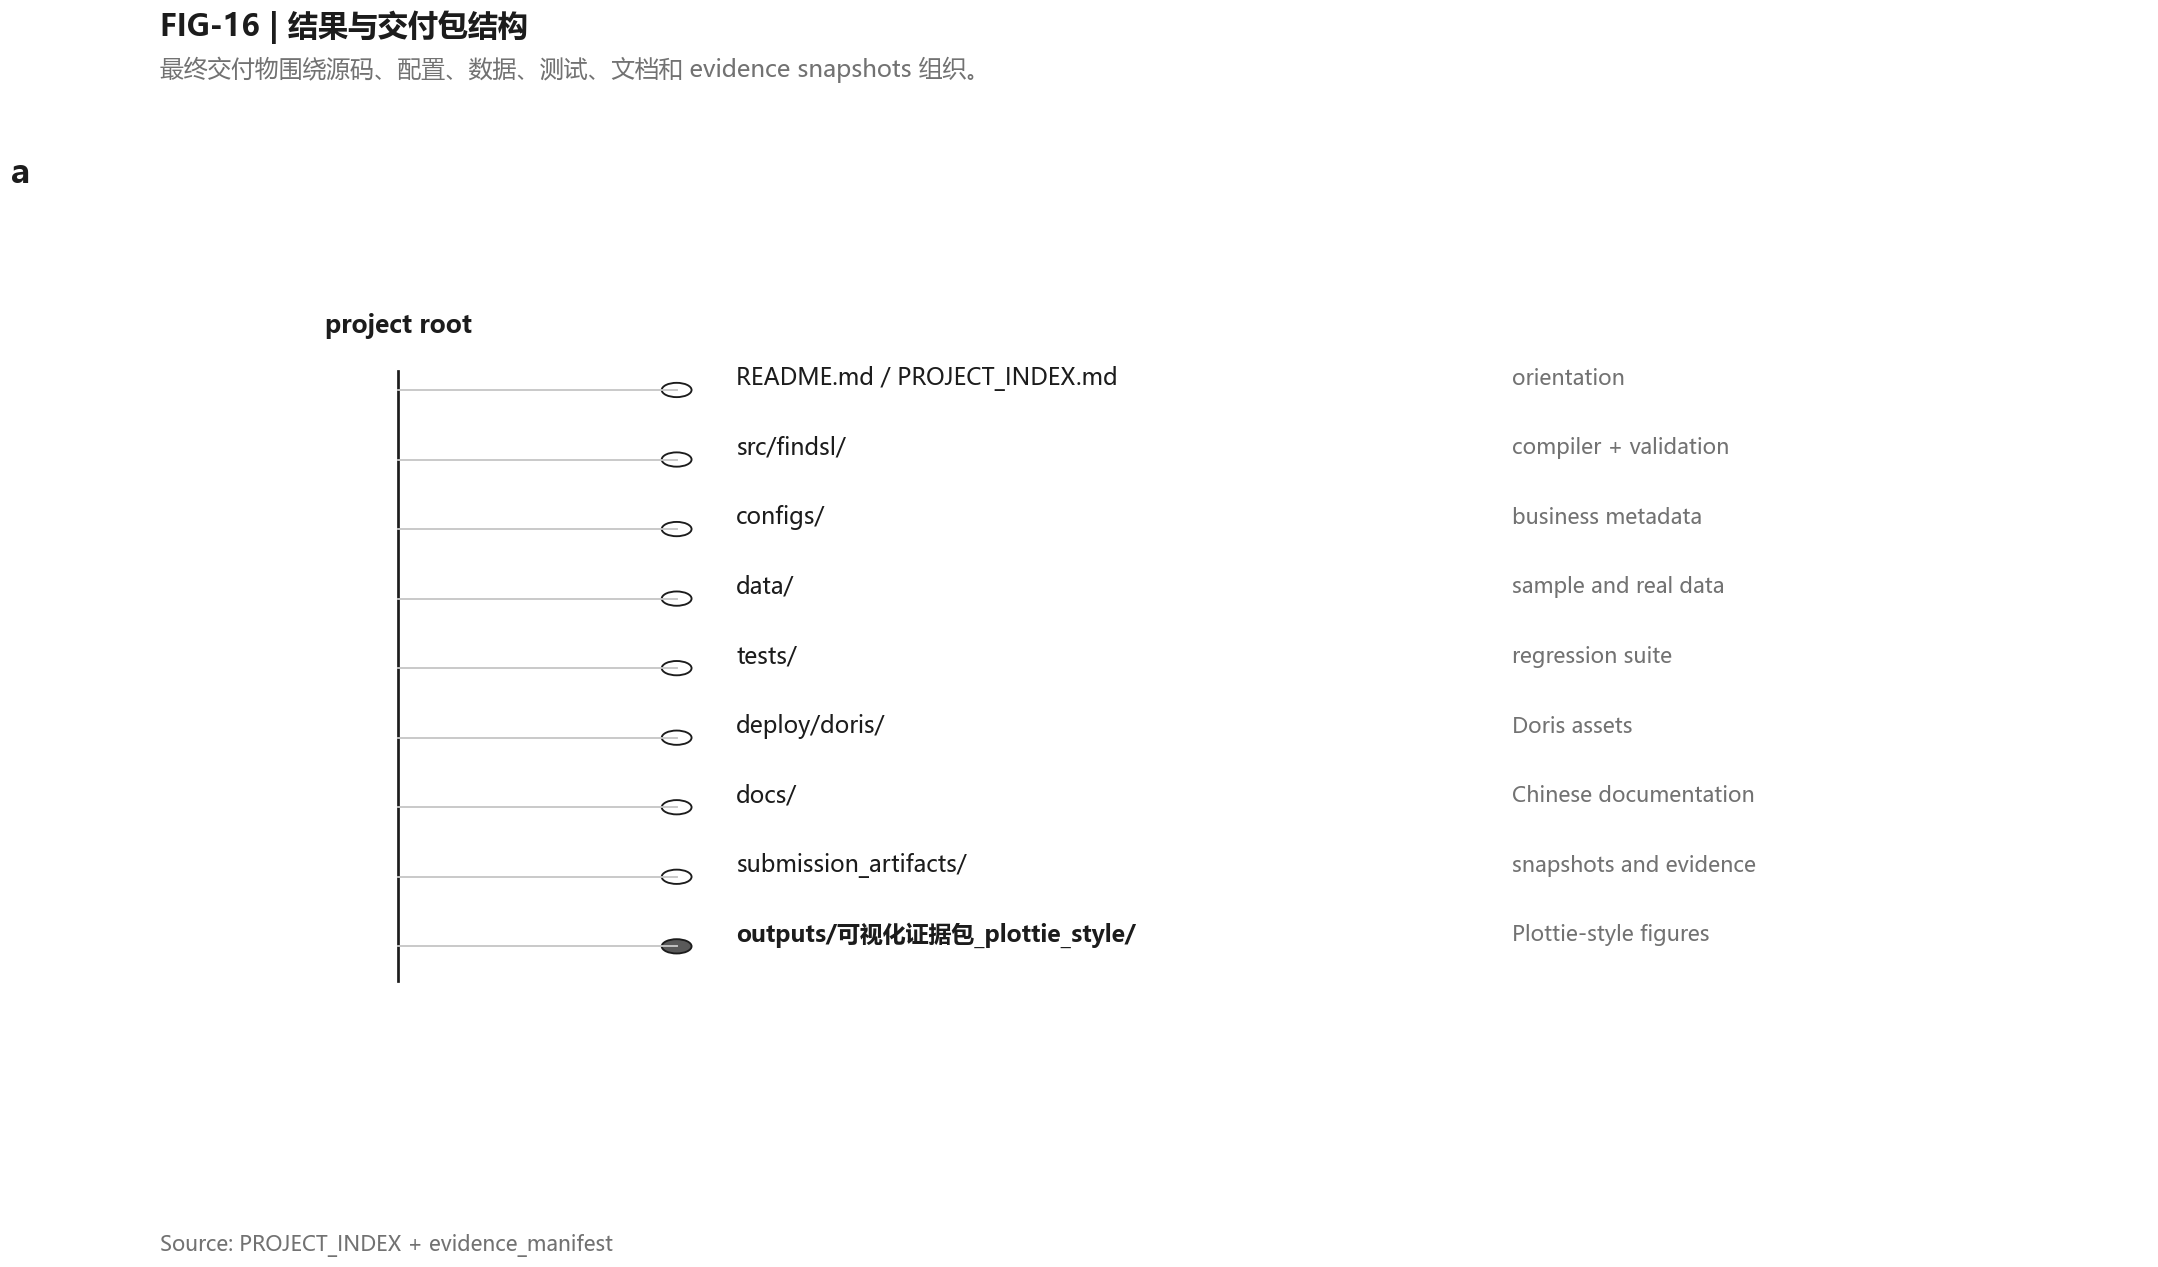 FIG-16 | 结果与交付包结构
最终交付物围绕源码、配置、数据、测试、文档和 evidence snapshots 组织。
a
project root
README.md / PROJECT_INDEX.md orientation
src/findsl/ compiler + validation
configs/ business metadata
data/ sample and real data
tests/ regression suite
deploy/doris/ Doris assets
docs/ Chinese documentation
submission_artifacts/ snapshots and evidence
outputs/可视化证据包_plottie_style/ Plottie-style figures
Source: PROJECT_INDEX + evidence_manifest